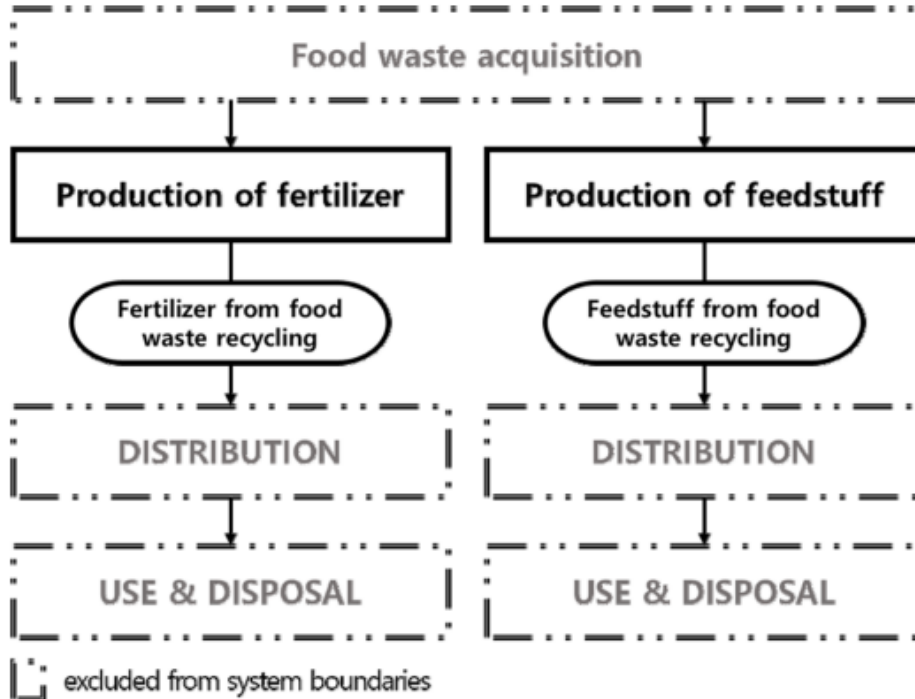 Food waste acquisition
Production of fertilizer
Production of feedstuff
Fertilizer from food
waste recycling
Feedstuff from food
waste recycling
DISTRIBUTION
DISTRIBUTION
USE & DISPOSAL
USE & DISPOSAL
excluded from system boundaries